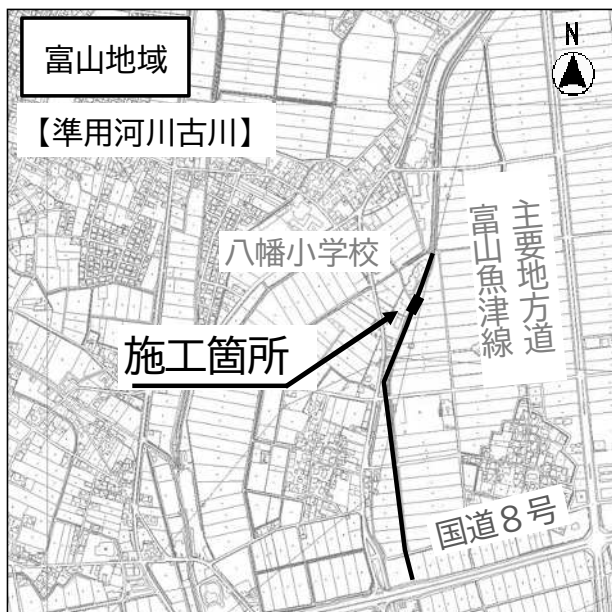 富山地域
【準用河川古川】
N
八幡小学校
主要地方道
富山魚津線
施工箇所
国道8号